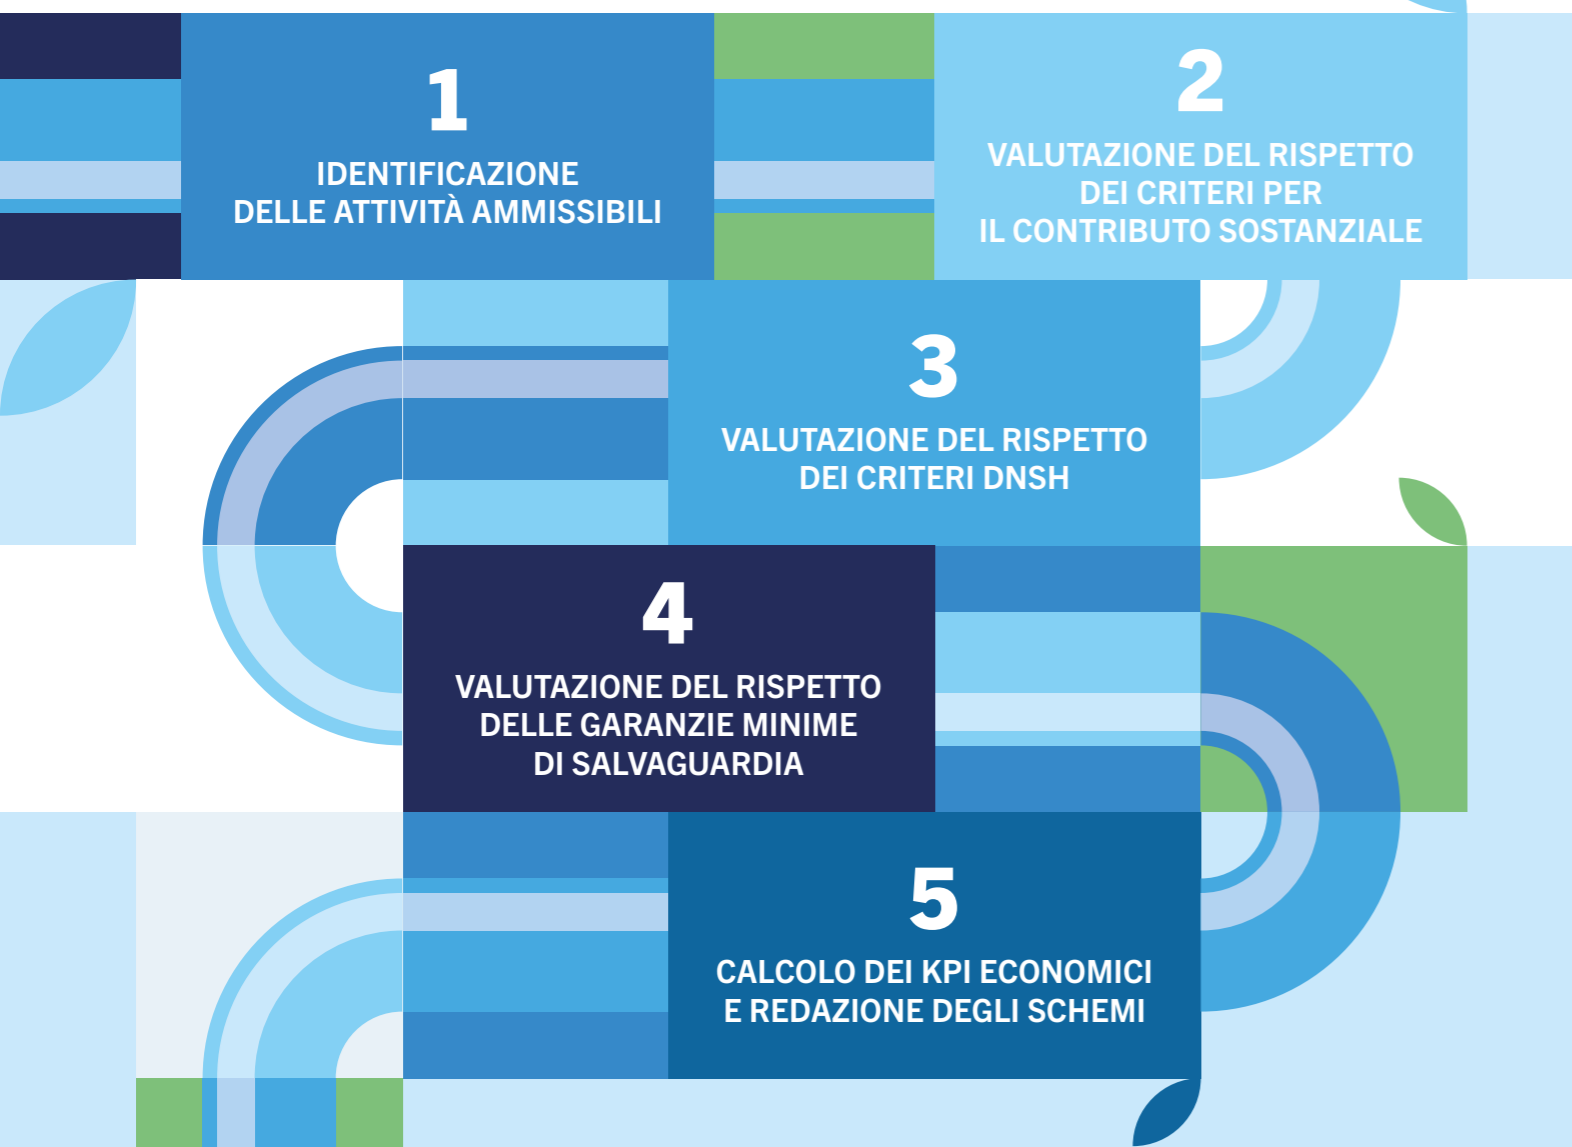 1
IDENTIFICAZIONE
DELLE ATTIVITÀ AMMISSIBILI
2
VALUTAZIONE DEL RISPETTO
DEI CRITERI PER
IL CONTRIBUTO SOSTANZIALE
3
VALUTAZIONE DEL RISPETTO
DEI CRITERI DNSH
4
VALUTAZIONE DEL RISPETTO
DELLE GARANZIE MINIME
DI SALVAGUARDIA
5
CALCOLO DEI KPI ECONOMICI
E REDAZIONE DEGLI SCHEMI